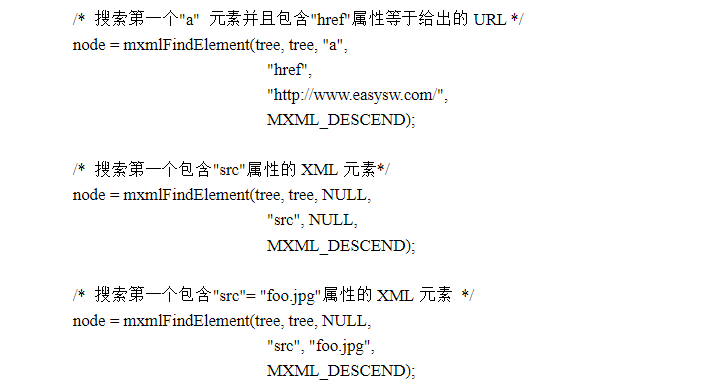 /* 搜索第一个"a" 元素并且包含"href"属性等于给出的 URL */
node = mxmlFindElement(tree, tree, "a",
"href",
"http://www.easysw.com/",
MXML_DESCEND);
/* 搜索第一个包含"src"属性的 XML 元素*/
node = mxmlFindElement(tree, tree, NULL,
"src", NULL,
MXML_DESCEND);
/* 搜索第一个包含"src"= "foo.jpg"属性的 XML 元素 */
node = mxmlFindElement(tree, tree, NULL,
"src", "foo.jpg",
MXML_DESCEND);